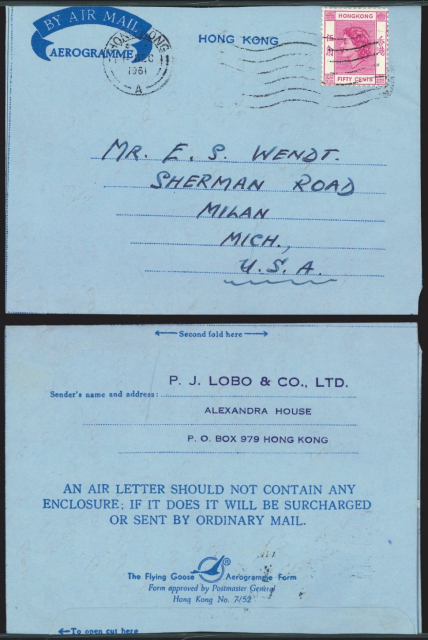 BY AIR MAIL
AEROGRAMME
HONG KONG
DEC
1961
A
HONG KONG
HONGKONG
FIFTY CENTS
MR. E. S. WENDT.
SHERMAN ROAD
MILAN
MICH.,
U.S.A.
←Second fold here→
P. J. LOBO & CO., LTD.
Sender's name and address:
ALEXANDRA HOUSE
P. O. BOX 979 HONG KONG
AN AIR LETTER SHOULD NOT CONTAIN ANY
ENCLOSURE; IF IT DOES IT WILL BE SURCHARGED
OR SENT BY ORDINARY MAIL.
The Flying Goose ® Aerogramme Form
Form approved by Postmaster General
Hong Kong No. 7/52
←To open cut here